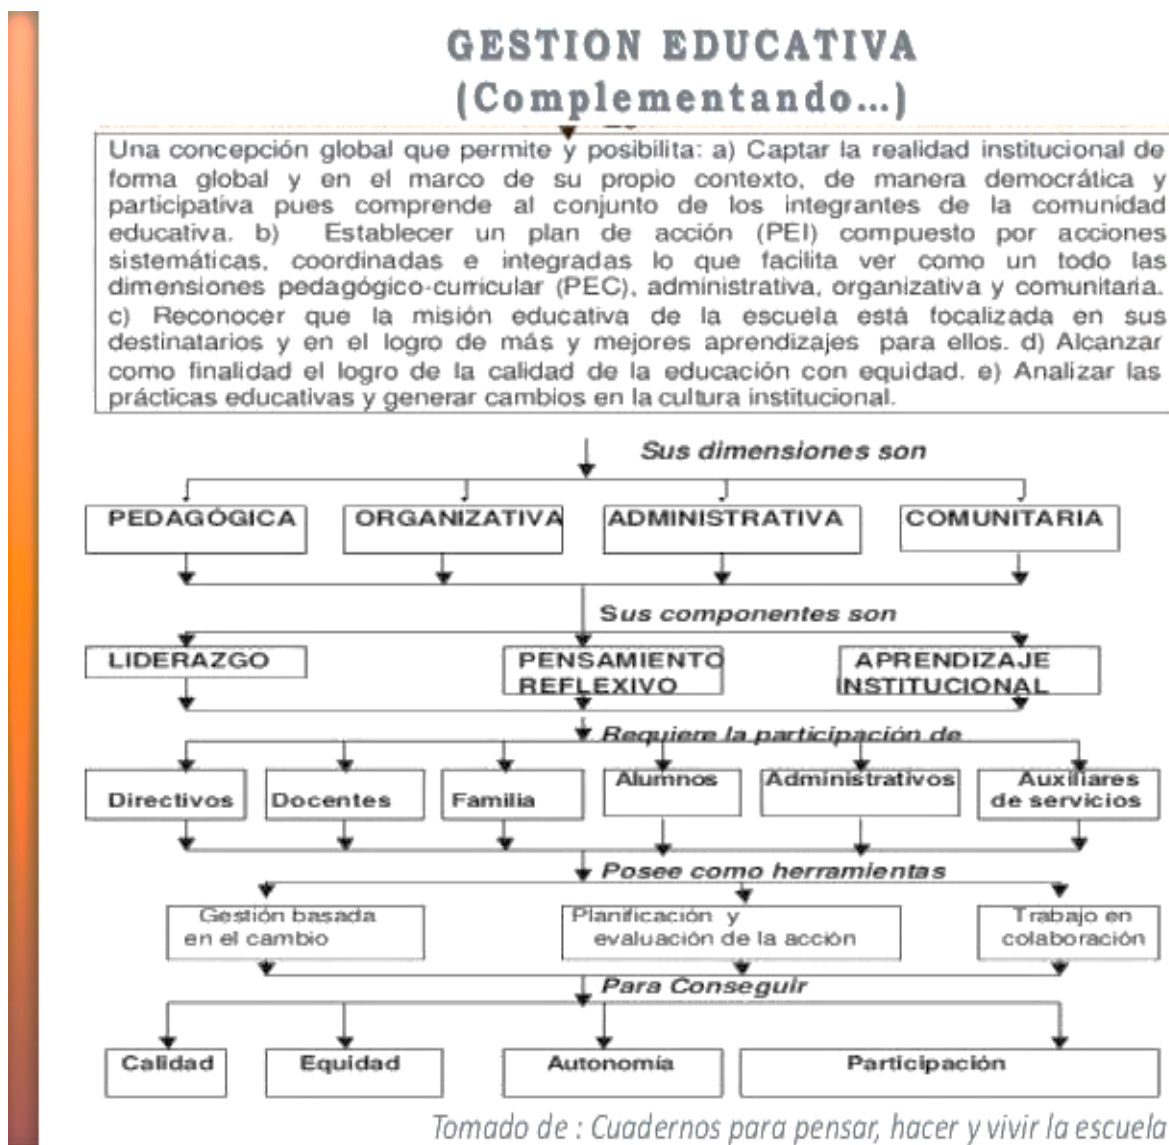 GESTION EDUCATIVA
(Complementando...)
Una concepción global que permite y posibilita: a) Captar la realidad institucional de
forma global y en el marco de su propio contexto, de manera democrática y
participativa pues comprende al conjunto de los integrantes de la comunidad
educativa. b) Establecer un plan de acción (PEI) compuesto por acciones
sistemáticas, coordinadas e integradas lo que facilita ver como un todo las
dimensiones pedagógico-curricular (PEC), administrativa, organizativa y comunitaria.
c) Reconocer que la misión educativa de la escuela está focalizada en sus
destinatarios y en el logro de más y mejores aprendizajes para ellos. d) Alcanzar
como finalidad el logro de la calidad de la educación con equidad. e) Analizar las
prácticas educativas y generar cambios en la cultura institucional.
Sus dimensiones son
PEDAGÓGICA ORGANIZATIVA ADMINISTRATIVA COMUNITARIA
Sus componentes son
LIDERAZGO
PENSAMIENTO
REFLEXIVO
APRENDIZAJE
INSTITUCIONAL
Requiere la participación de
Directivos
Docentes
Familia
Alumnos
Administrativos
Auxiliares
de servicios
Posee como herramientas
Gestión basada
en el cambio
Planificación y
evaluación de la acción
Trabajo en
colaboración
Para Conseguir
Calidad Equidad Autonomía Participación
Tomado de : Cuadernos para pensar, hacer y vivir la escuela